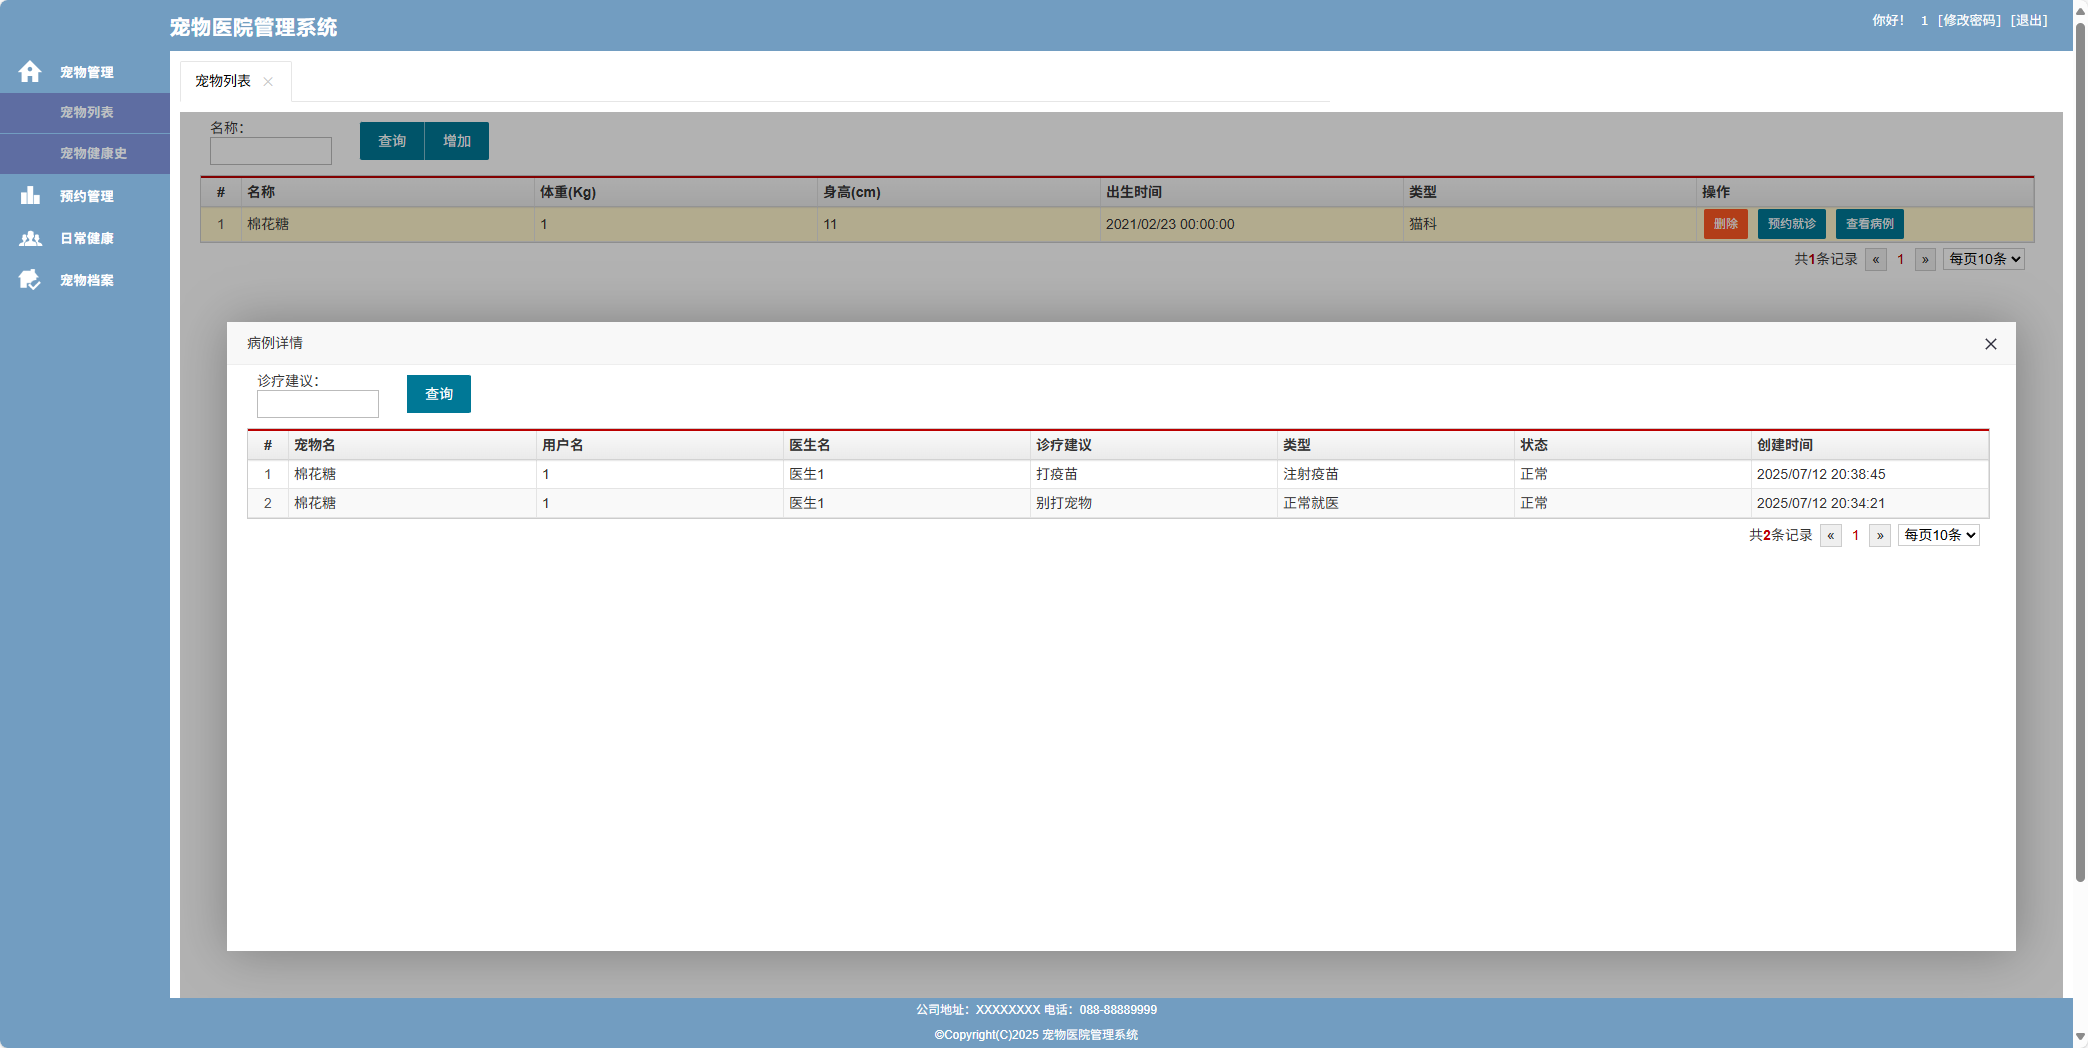 宠物医院管理系统
你好！ 1 [修改密码] [退出]
宠物管理
宠物列表
宠物健康史
预约管理
日常健康
宠物档案
宠物列表
名称：
查询 增加
# 名称 体重(Kg) 身高(cm) 出生时间 类型 操作
1 棉花糖 1 11 2021/02/23 00:00:00 猫科 删除 预约就诊 查看病例
共1条记录 « 1 » 每页10条
病例详情
诊疗建议：
查询
# 宠物名 用户名 医生名 诊疗建议 类型 状态 创建时间
1 棉花糖 1 医生1 打疫苗 注射疫苗 正常 2025/07/12 20:38:45
2 棉花糖 1 医生1 别打宠物 正常就医 正常 2025/07/12 20:34:21
共2条记录 « 1 » 每页10条
公司地址：XXXXXXXX 电话：088-88889999
©Copyright(C)2025 宠物医院管理系统